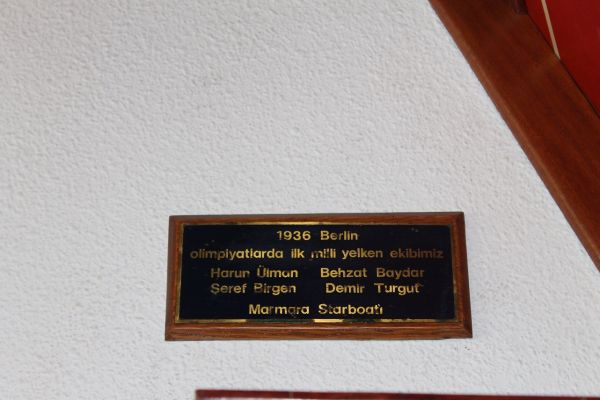 1936 Berlin
olimpiyatlarda ilk milli yelken ekibimiz
Harun Ülman Behzat Baydar
Şeref Birgen Demir Turgut
Marmara Starboatı